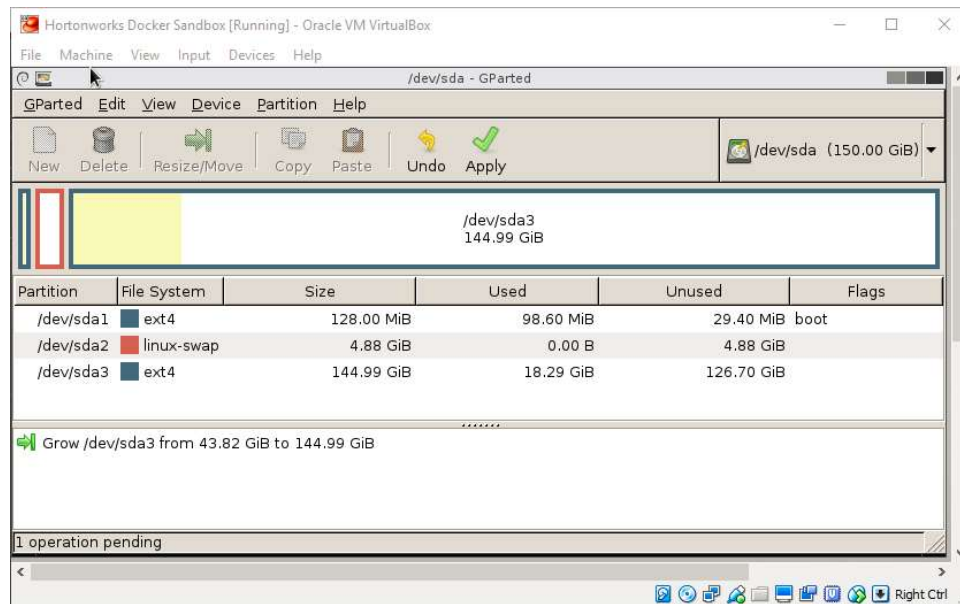 Hortonworks Docker Sandbox [Running] - Oracle VM VirtualBox
File Machine View Input Devices Help
/dev/sda - GParted
GParted Edit View Device Partition Help
New Delete Resize/Move Copy Paste Undo Apply /dev/sda (150.00 GiB)
/dev/sda3
144.99 GiB
Partition File System Size Used Unused Flags
/dev/sda1 ext4 128.00 MiB 98.60 MiB 29.40 MiB boot
/dev/sda2 linux-swap 4.88 GiB 0.00 B 4.88 GiB
/dev/sda3 ext4 144.99 GiB 18.29 GiB 126.70 GiB
Grow /dev/sda3 from 43.82 GiB to 144.99 GiB
1 operation pending
Right Ctrl